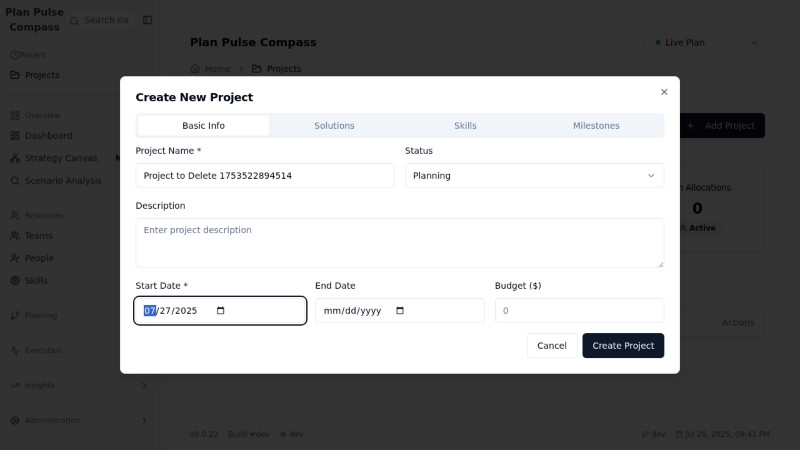 Plan Pulse
Compass
Search na
Recent
Projects
Overview
Dashboard
Strategy Canvas
Scenario Analysis
Resources
Teams
People
Skills
Planning
Execution
Insights
Administration
Plan Pulse Compass
Live Plan
Home > Projects
+ Add Project
Allocations
0
Active
Actions
Create New Project
Basic Info
Solutions
Skills
Milestones
Project Name *
Status
Project to Delete 1753522894514
Planning
Description
Enter project description
Start Date *
End Date
Budget ($)
07/27/2025
mm/dd/yyyy
0
Cancel
Create Project
v0.0.22
Build #dev
dev
dev
Jul 26, 2025, 09:41 PM